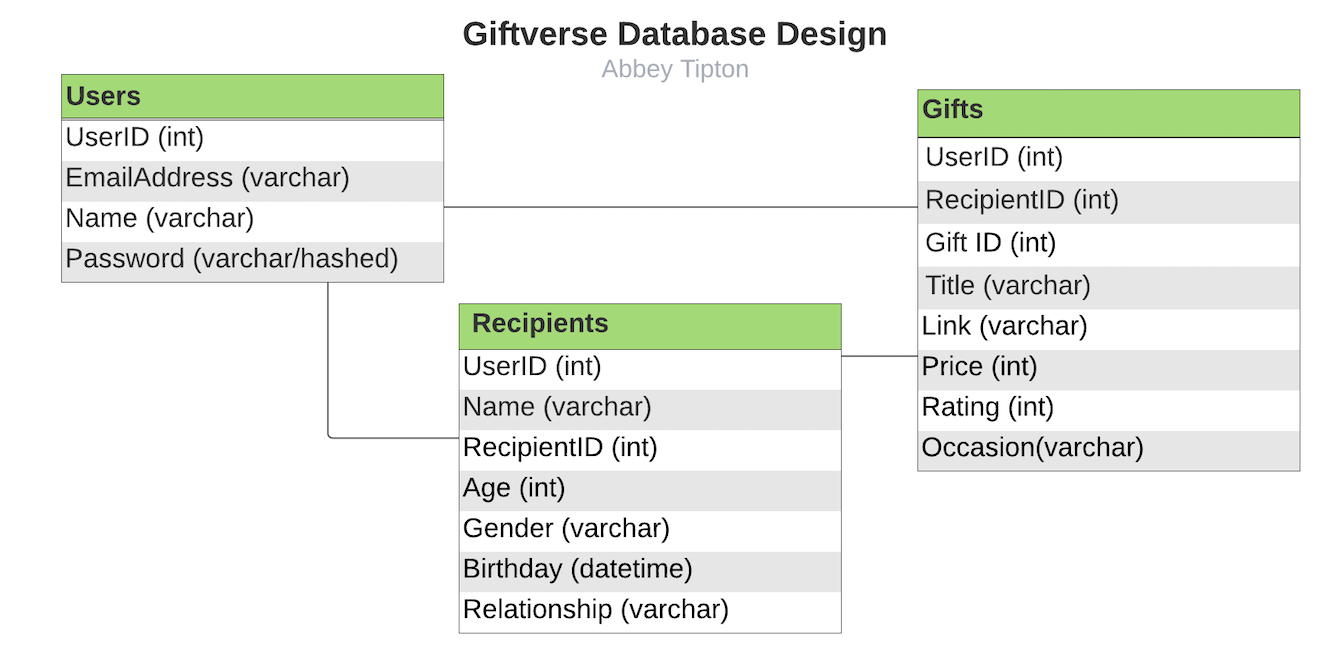 Giftverse Database Design
Abbey Tipton
Users
UserID (int)
EmailAddress (varchar)
Name (varchar)
Password (varchar/hashed)
Recipients
UserID (int)
Name (varchar)
RecipientID (int)
Age (int)
Gender (varchar)
Birthday (datetime)
Relationship (varchar)
Gifts
UserID (int)
RecipientID (int)
Gift ID (int)
Title (varchar)
Link (varchar)
Price (int)
Rating (int)
Occasion(varchar)